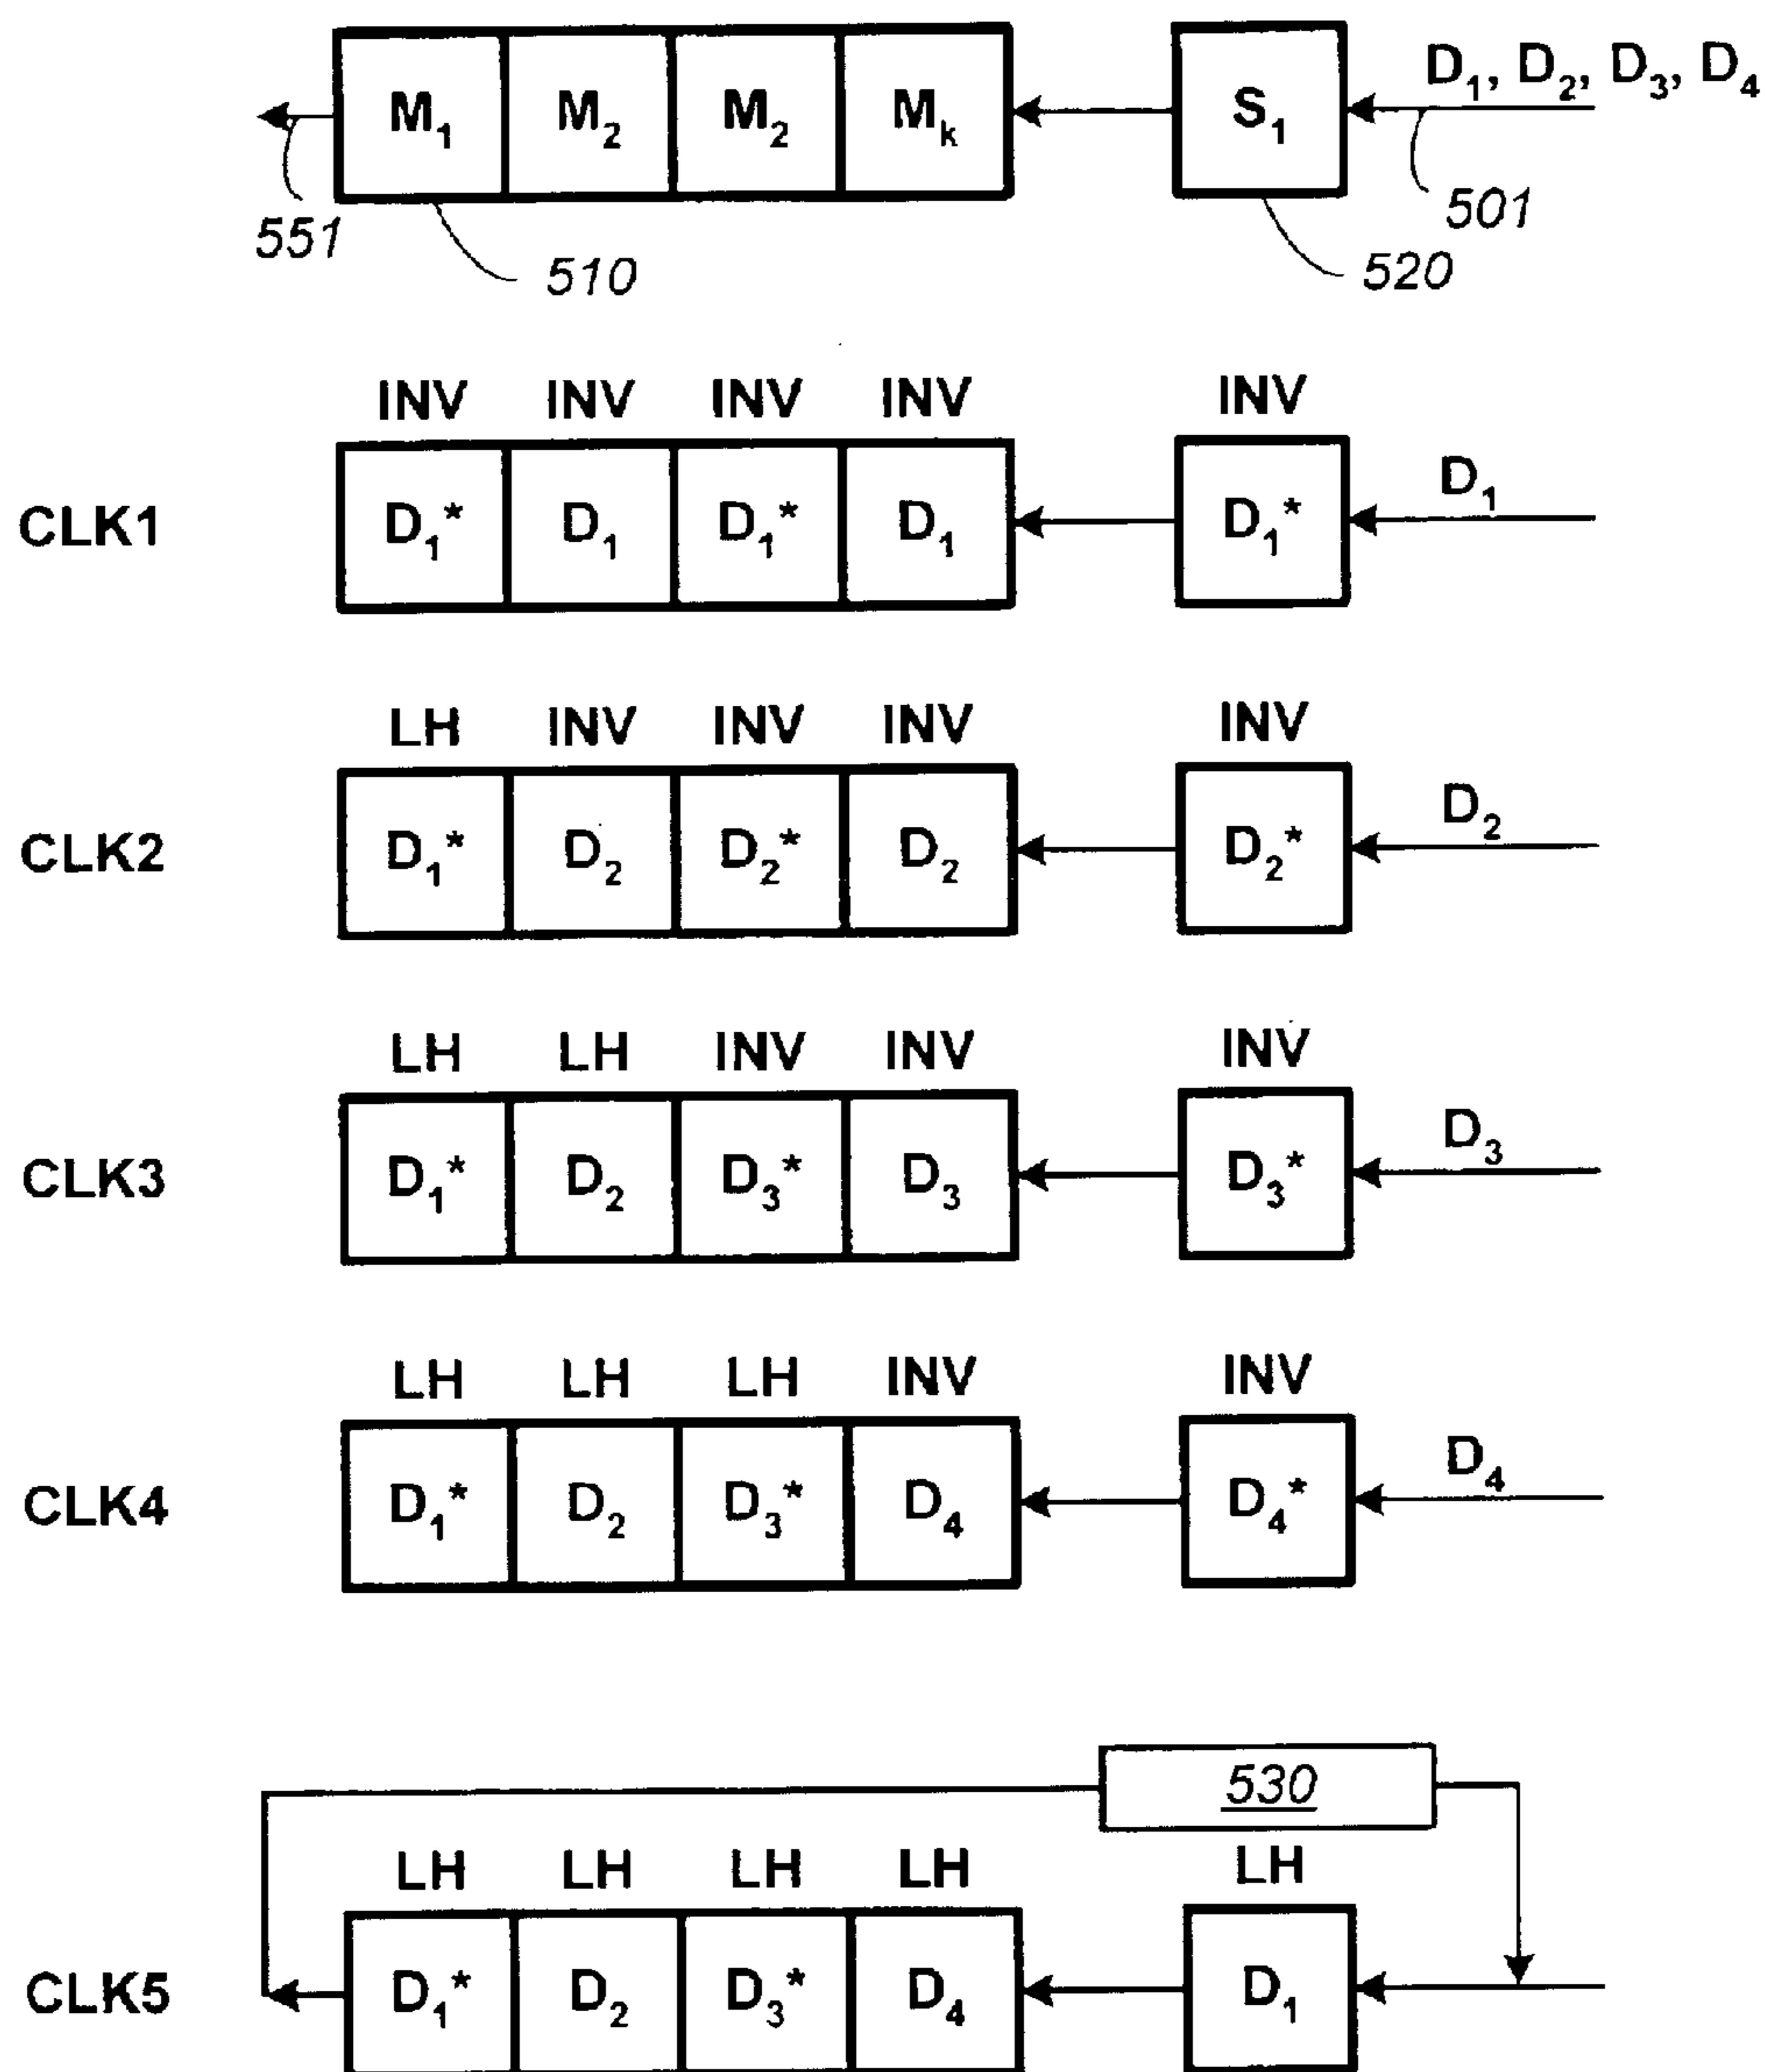 M₁ M₂ M₂ Mₖ S₁ D₁, D₂, D₃, D₄
551 510 520 501
INV INV INV INV INV
CLK1 D₁* D₁ D₁* D₁ D₁* D₁
LH INV INV INV INV
CLK2 D₁* D₂ D₂* D₂ D₂* D₂
LH LH INV INV INV
CLK3 D₁* D₂ D₃* D₃ D₃* D₃
LH LH LH INV INV
CLK4 D₁* D₂ D₃* D₄ D₄* D₄
530
LH LH LH LH LH
CLK5 D₁* D₂ D₃* D₄ D₁